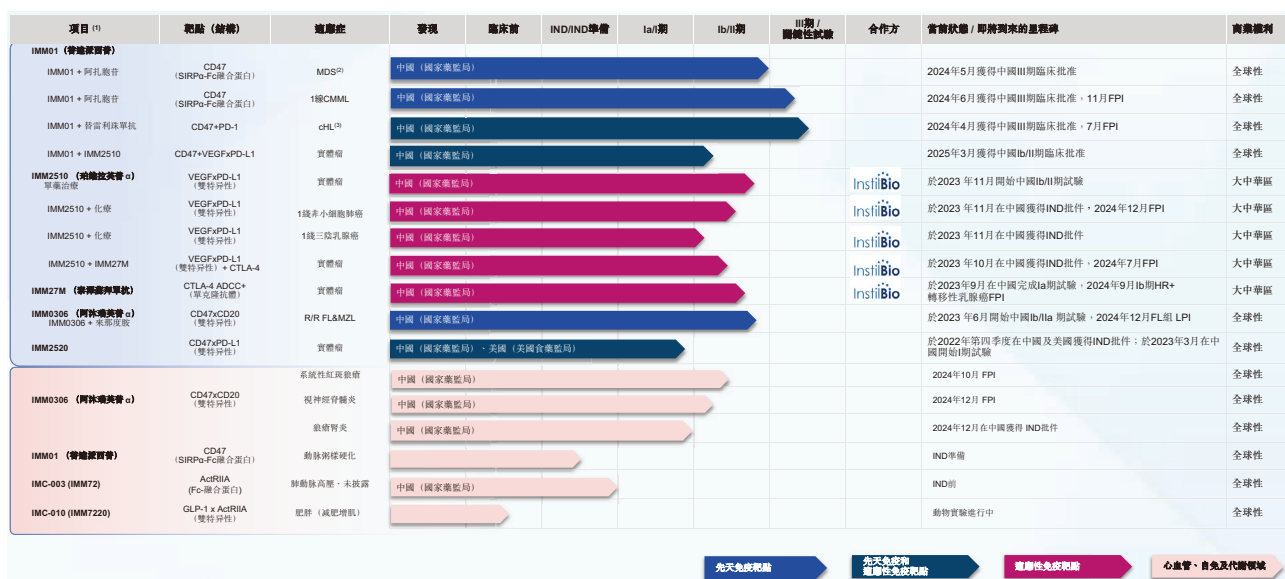 項目 (1) 靶點（結構） 適應症 發現 臨床前 IND/IND準備 Ia/I期 Ib/II期 III期 / 關鍵性試驗 合作方 當前狀態 / 即將到來的里程碑 商業權利
IMM01 （替達派西普）
IMM01 + 阿扎胞苷 CD47 （SIRPα-Fc融合蛋白） MDS(2) 中國（國家藥監局） 2024年5月獲得中國III期臨床批准 全球性
IMM01 + 阿扎胞苷 CD47 （SIRPα-Fc融合蛋白） 1線CMML 中國（國家藥監局） 2024年6月獲得中國III期臨床批准，11月FPI 全球性
IMM01 + 替雷利珠單抗 CD47+PD-1 cHL(3) 中國（國家藥監局） 2024年4月獲得中國III期臨床批准，7月FPI 全球性
IMM01 + IMM2510 CD47+VEGFxPD-L1 實體瘤 中國（國家藥監局） 2025年3月獲得中國Ib/II期臨床批准 全球性
IMM2510 （珀維拉芙普α） 單藥治療 VEGFxPD-L1 （雙特异性） 實體瘤 中國（國家藥監局） InstilBio 於2023 年11月開始中國Ib/II期試驗 大中華區
IMM2510 + 化療 VEGFxPD-L1 （雙特异性） 1綫非小細胞肺癌 中國（國家藥監局） InstilBio 於2023 年11月在中國獲得IND批件，2024年12月FPI 大中華區
IMM2510 + 化療 VEGFxPD-L1 （雙特异性） 1綫三陰乳腺癌 中國（國家藥監局） InstilBio 於2023 年11月在中國獲得IND批件 大中華區
IMM2510 + IMM27M VEGFxPD-L1 （雙特异性）+ CTLA-4 實體瘤 中國（國家藥監局） InstilBio 於2023 年10月在中國獲得IND批件，2024年7月FPI 大中華區
IMM27M CTLA-4 ADCC+ （單克隆抗體） 實體瘤 中國（國家藥監局） InstilBio 於2023年9月在中國完成Ia期試驗，2024年9月Ib期HR+ 轉移性乳腺癌FPI 大中華區
IMM0306 （阿沐瑞芙普α） IMM0306 + 來那度胺 CD47xCD20 （雙特异性） R/R FL&MZL 中國（國家藥監局） 於2023 年6月開始中國Ib/IIa 期試驗，2024年12月FL組 LPI 全球性
IMM2520 CD47xPD-L1 （雙特异性） 實體瘤 中國（國家藥監局）、美國（美國食藥監局） 於2022年第四季度在中國及美國獲得IND批件；於2023年3月在中國開始I期試驗 全球性
系統性紅斑狼瘡 中國（國家藥監局） 2024年10月 FPI 全球性
IMM0306 （阿沐瑞芙普α） CD47xCD20 （雙特异性） 視神經脊髓炎 中國（國家藥監局） 2024年12月 FPI 全球性
狼瘡腎炎 中國（國家藥監局） 2024年12月在中國獲得 IND批件 全球性
IMM01 （替達派西普） CD47 （SIRPα-Fc融合蛋白） 動脉粥樣硬化 IND準備 全球性
IMC-003 (IMM72) ActRIIA (Fc-融合蛋白) 肺動脉高壓、未披露 中國（國家藥監局） IND前 全球性
IMC-010 (IMM7220) GLP-1 x ActRIIA （雙特异性） 肥胖（減肥增肌） 動物實驗進行中 全球性
先天免疫靶點 先天免疫和 適應性免疫靶點 適應性免疫靶點 心血管、自免及代謝領域